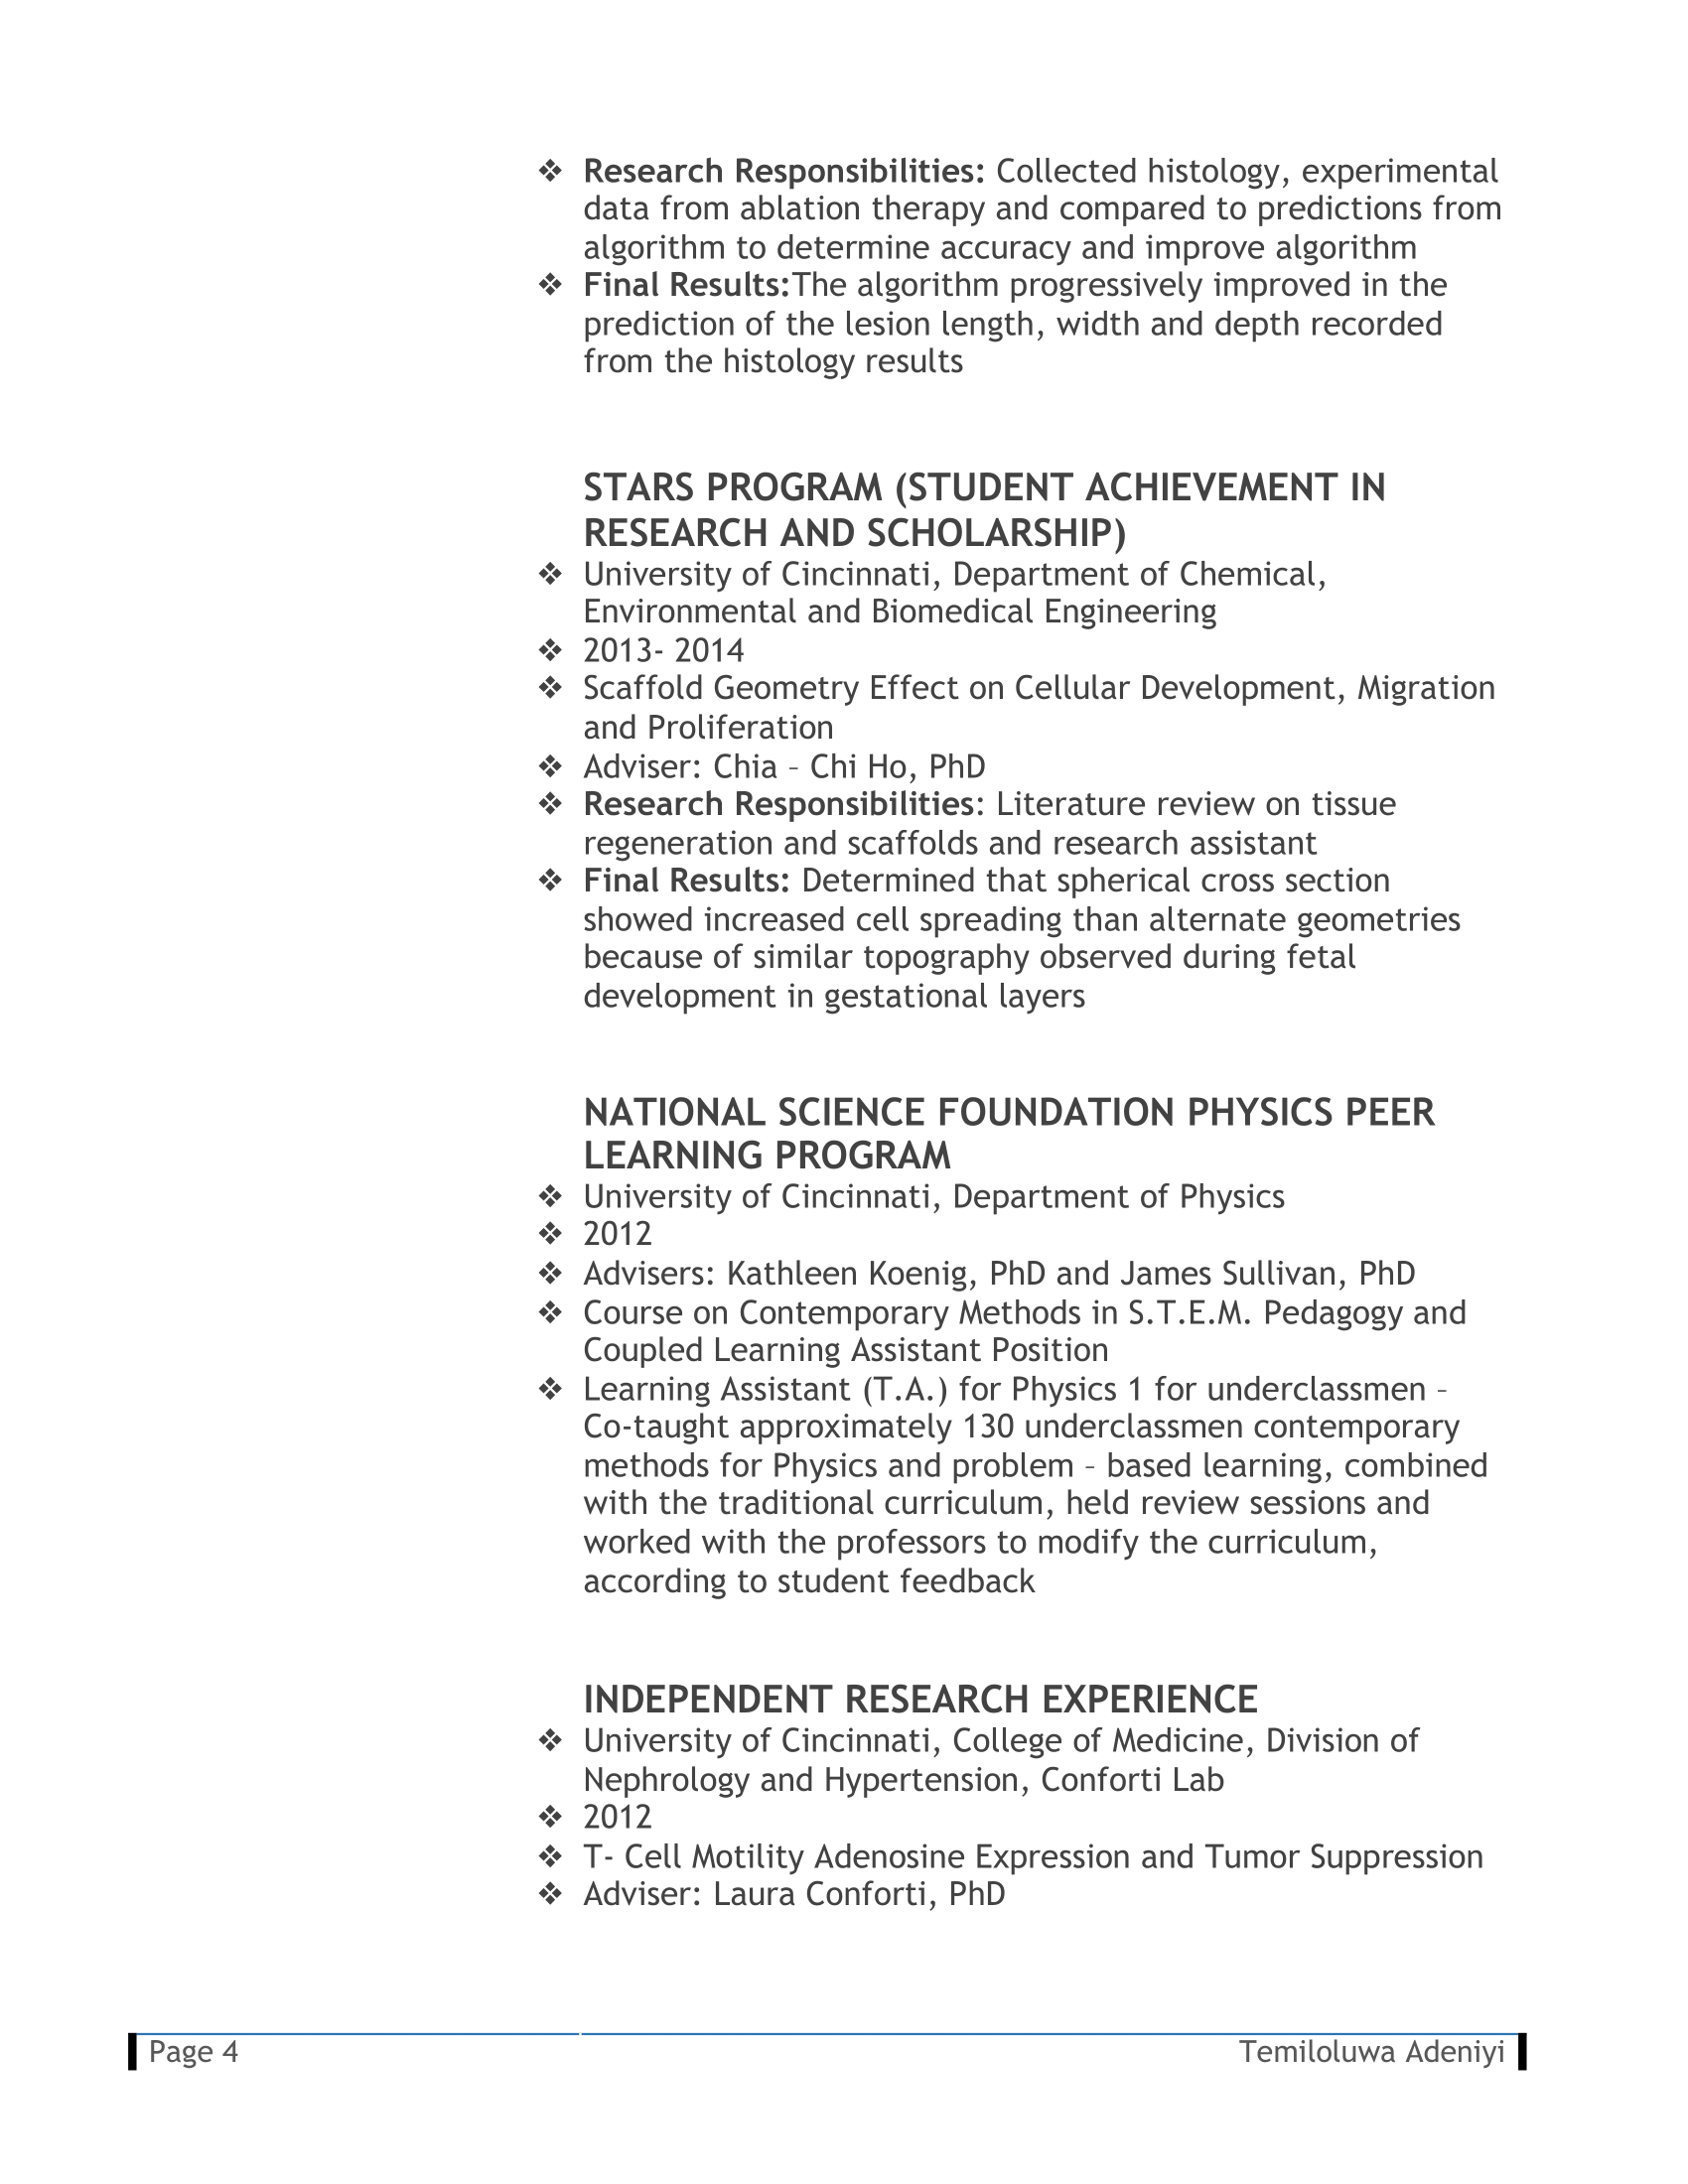 ❖ Research Responsibilities: Collected histology, experimental
data from ablation therapy and compared to predictions from
algorithm to determine accuracy and improve algorithm
❖ Final Results:The algorithm progressively improved in the
prediction of the lesion length, width and depth recorded
from the histology results
STARS PROGRAM (STUDENT ACHIEVEMENT IN
RESEARCH AND SCHOLARSHIP)
❖ University of Cincinnati, Department of Chemical,
Environmental and Biomedical Engineering
❖ 2013- 2014
❖ Scaffold Geometry Effect on Cellular Development, Migration
and Proliferation
❖ Adviser: Chia – Chi Ho, PhD
❖ Research Responsibilities: Literature review on tissue
regeneration and scaffolds and research assistant
❖ Final Results: Determined that spherical cross section
showed increased cell spreading than alternate geometries
because of similar topography observed during fetal
development in gestational layers
NATIONAL SCIENCE FOUNDATION PHYSICS PEER
LEARNING PROGRAM
❖ University of Cincinnati, Department of Physics
❖ 2012
❖ Advisers: Kathleen Koenig, PhD and James Sullivan, PhD
❖ Course on Contemporary Methods in S.T.E.M. Pedagogy and
Coupled Learning Assistant Position
❖ Learning Assistant (T.A.) for Physics 1 for underclassmen –
Co-taught approximately 130 underclassmen contemporary
methods for Physics and problem – based learning, combined
with the traditional curriculum, held review sessions and
worked with the professors to modify the curriculum,
according to student feedback
INDEPENDENT RESEARCH EXPERIENCE
❖ University of Cincinnati, College of Medicine, Division of
Nephrology and Hypertension, Conforti Lab
❖ 2012
❖ T- Cell Motility Adenosine Expression and Tumor Suppression
❖ Adviser: Laura Conforti, PhD
Page 4 Temiloluwa Adeniyi